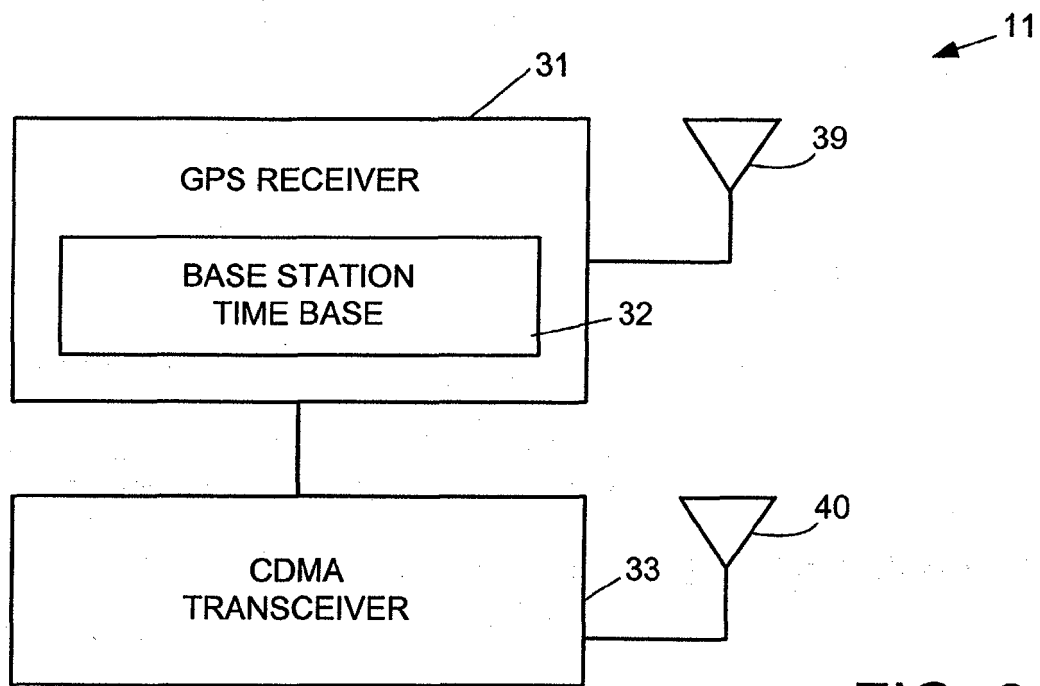 11
31
GPS RECEIVER
39
BASE STATION
TIME BASE
32
CDMA
TRANSCEIVER
33
40